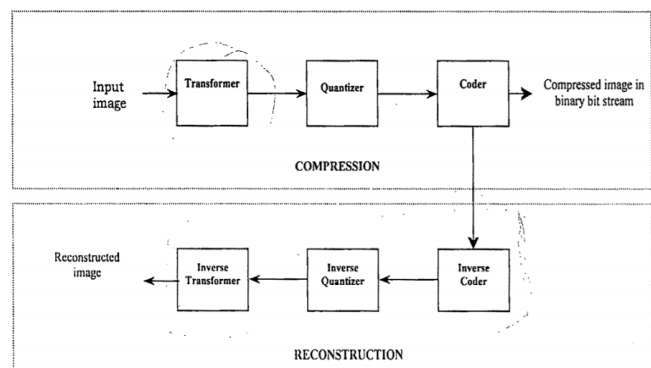 Input
image
Transformer
Quantizer
Coder
Compressed image in
binary bit stream
COMPRESSION
Reconstructed
image
Inverse
Transformer
Inverse
Quantizer
Inverse
Coder
RECONSTRUCTION